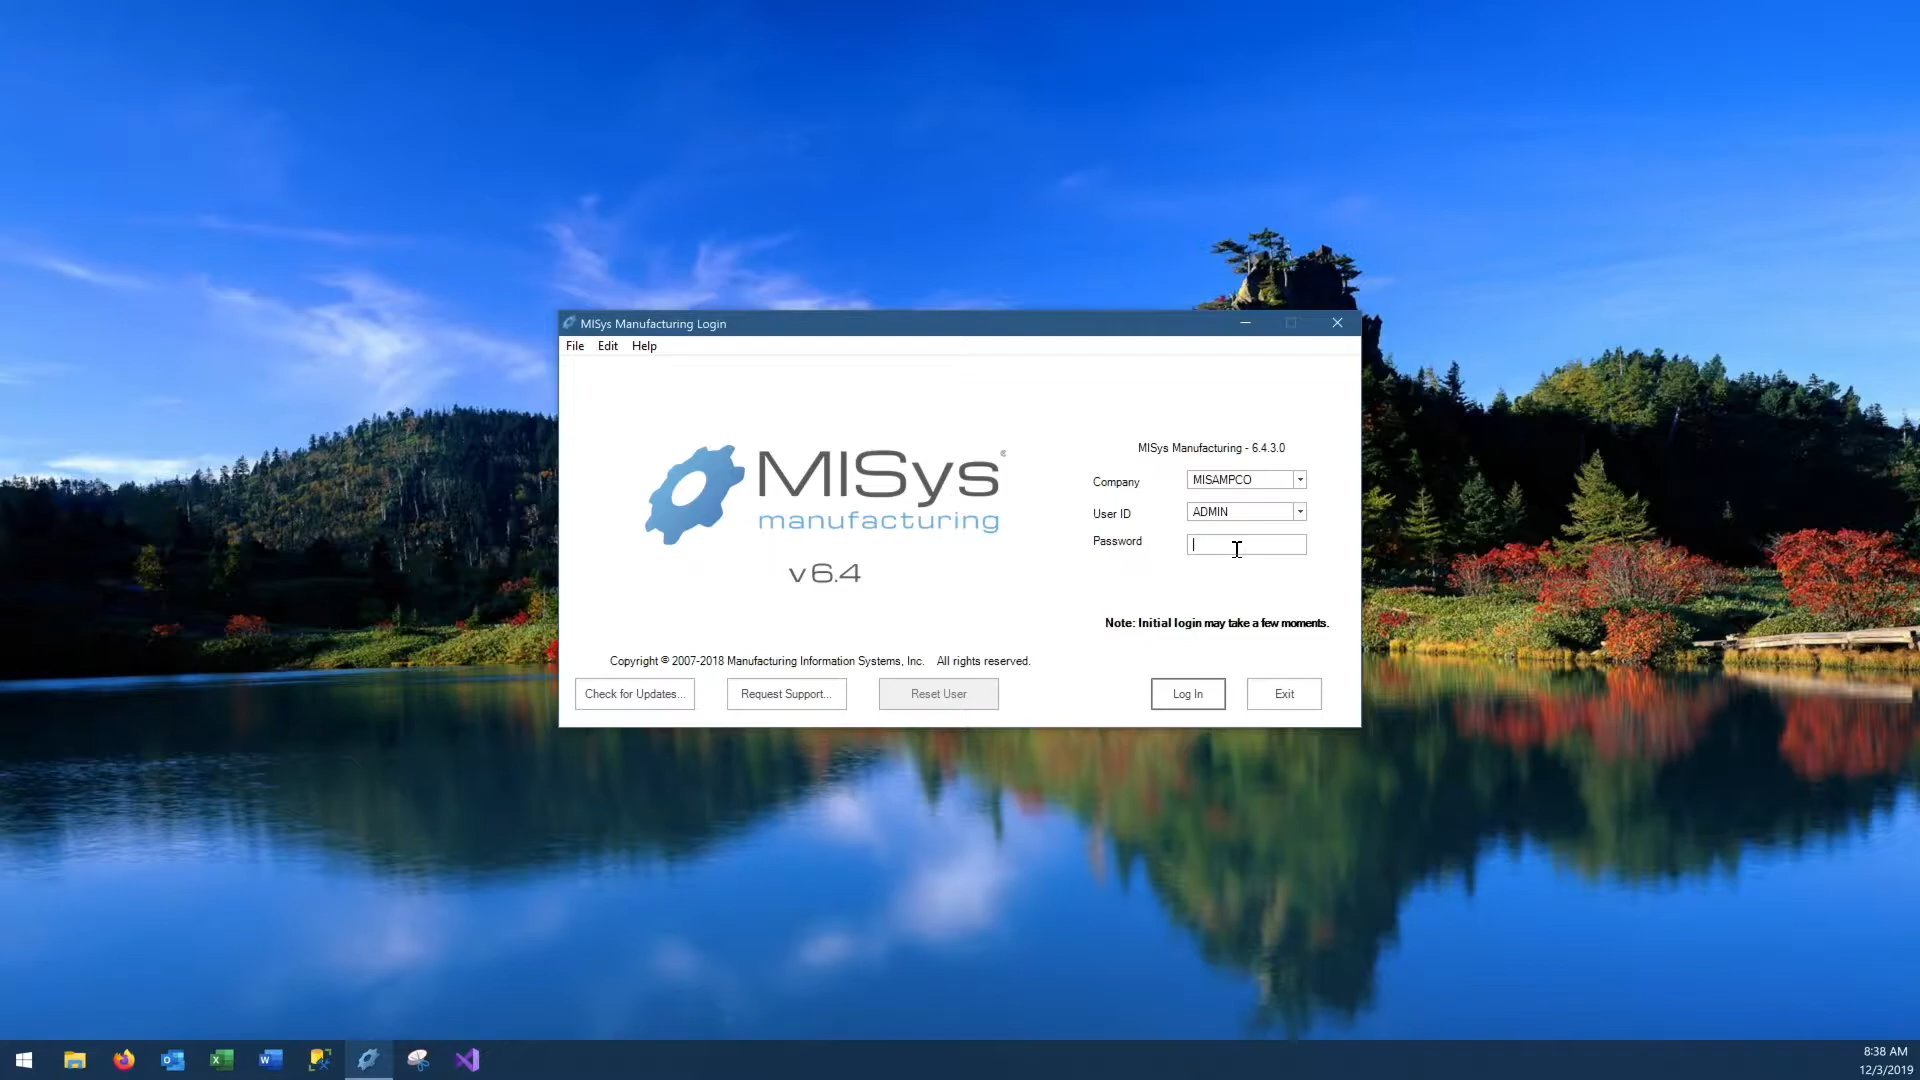 MISys Manufacturing Login
File Edit Help
MISys®
manufacturing
v6.4
MISys Manufacturing - 6.4.3.0
Company MISAMPCO
User ID ADMIN
Password
Note: Initial login may take a few moments.
Copyright © 2007-2018 Manufacturing Information Systems, Inc. All rights reserved.
Check for Updates... Request Support... Reset User Log In Exit
8:38 AM
12/3/2019